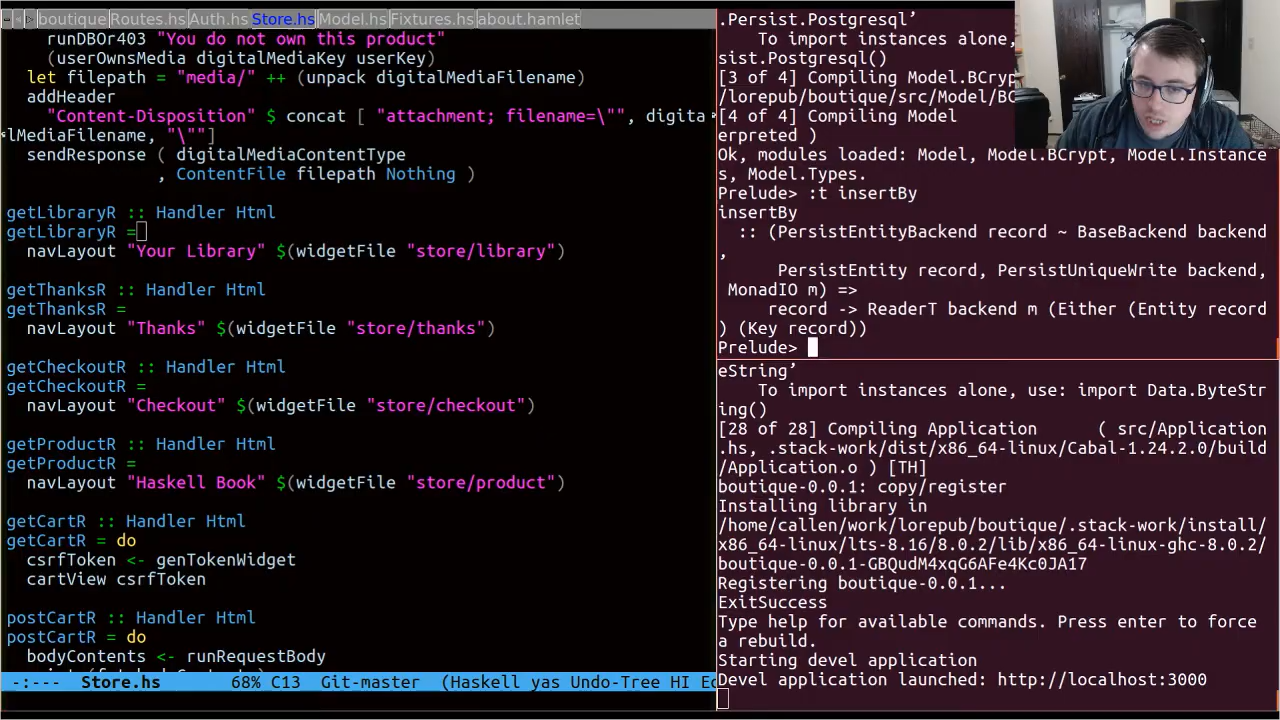 boutique Routes.hs Auth.hs Store.hs Model.hs Fixtures.hs about.hamlet
runDBOr403 "You do not own this product"
(userOwnsMedia digitalMediaKey userKey)
let filepath = "media/" ++ (unpack digitalMediaFilename)
addHeader
"Content-Disposition" $ concat [ "attachment; filename=\"", digita
lMediaFilename, "\""]
sendResponse ( digitalMediaContentType
, ContentFile filepath Nothing )
getLibraryR :: Handler Html
getLibraryR =
navLayout "Your Library" $(widgetFile "store/library")
getThanksR :: Handler Html
getThanksR =
navLayout "Thanks" $(widgetFile "store/thanks")
getCheckoutR :: Handler Html
getCheckoutR =
navLayout "Checkout" $(widgetFile "store/checkout")
getProductR :: Handler Html
getProductR =
navLayout "Haskell Book" $(widgetFile "store/product")
getCartR :: Handler Html
getCartR = do
csrfToken <- genTokenWidget
cartView csrfToken
postCartR :: Handler Html
postCartR = do
bodyContents <- runRequestBody
-:--- Store.hs 68% C13 Git-master (Haskell yas Undo-Tree HI Ec
.Persist.Postgresql’
To import instances alone,
sist.Postgresql()
[3 of 4] Compiling Model.BCryp
/lorepub/boutique/src/Model/BC
[4 of 4] Compiling Model
erpreted )
Ok, modules loaded: Model, Model.BCrypt, Model.Instance
s, Model.Types.
Prelude> :t insertBy
insertBy
:: (PersistEntityBackend record ~ BaseBackend backend
,
PersistEntity record, PersistUniqueWrite backend,
MonadIO m) =>
record -> ReaderT backend m (Either (Entity record
) (Key record))
Prelude>
eString’
To import instances alone, use: import Data.ByteStr
ing()
[28 of 28] Compiling Application ( src/Application
.hs, .stack-work/dist/x86_64-linux/Cabal-1.24.2.0/build
/Application.o ) [TH]
boutique-0.0.1: copy/register
Installing library in
/home/callen/work/lorepub/boutique/.stack-work/install/
x86_64-linux/lts-8.16/8.0.2/lib/x86_64-linux-ghc-8.0.2/
boutique-0.0.1-GBQudM4xqG6AFe4Kc0JA17
Registering boutique-0.0.1...
ExitSuccess
Type help for available commands. Press enter to force
a rebuild.
Starting devel application
Devel application launched: http://localhost:3000